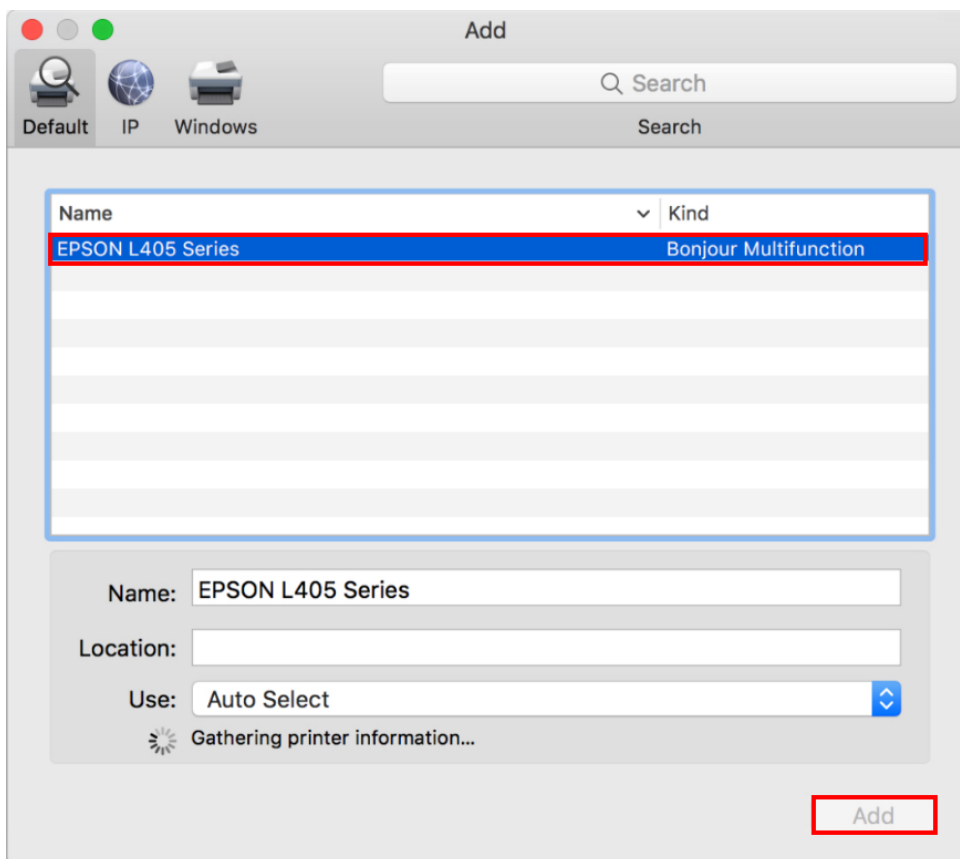 Add
Search
Default IP Windows Search
Name Kind
EPSON L405 Series Bonjour Multifunction
Name: EPSON L405 Series
Location:
Use: Auto Select
Gathering printer information...
Add